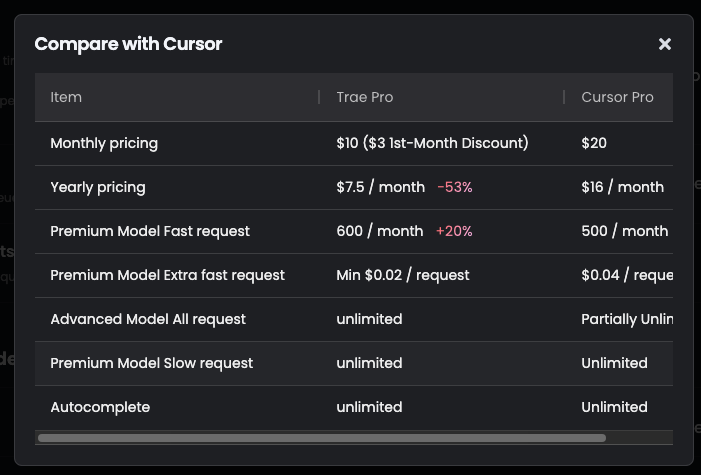 Compare with Cursor
Item Trae Pro Cursor Pro
Monthly pricing $10 ($3 1st-Month Discount) $20
Yearly pricing $7.5 / month -53% $16 / month
Premium Model Fast request 600 / month +20% 500 / month
Premium Model Extra fast request Min $0.02 / request $0.04 / reque
Advanced Model All request unlimited Partially Unlin
Premium Model Slow request unlimited Unlimited
Autocomplete unlimited Unlimited